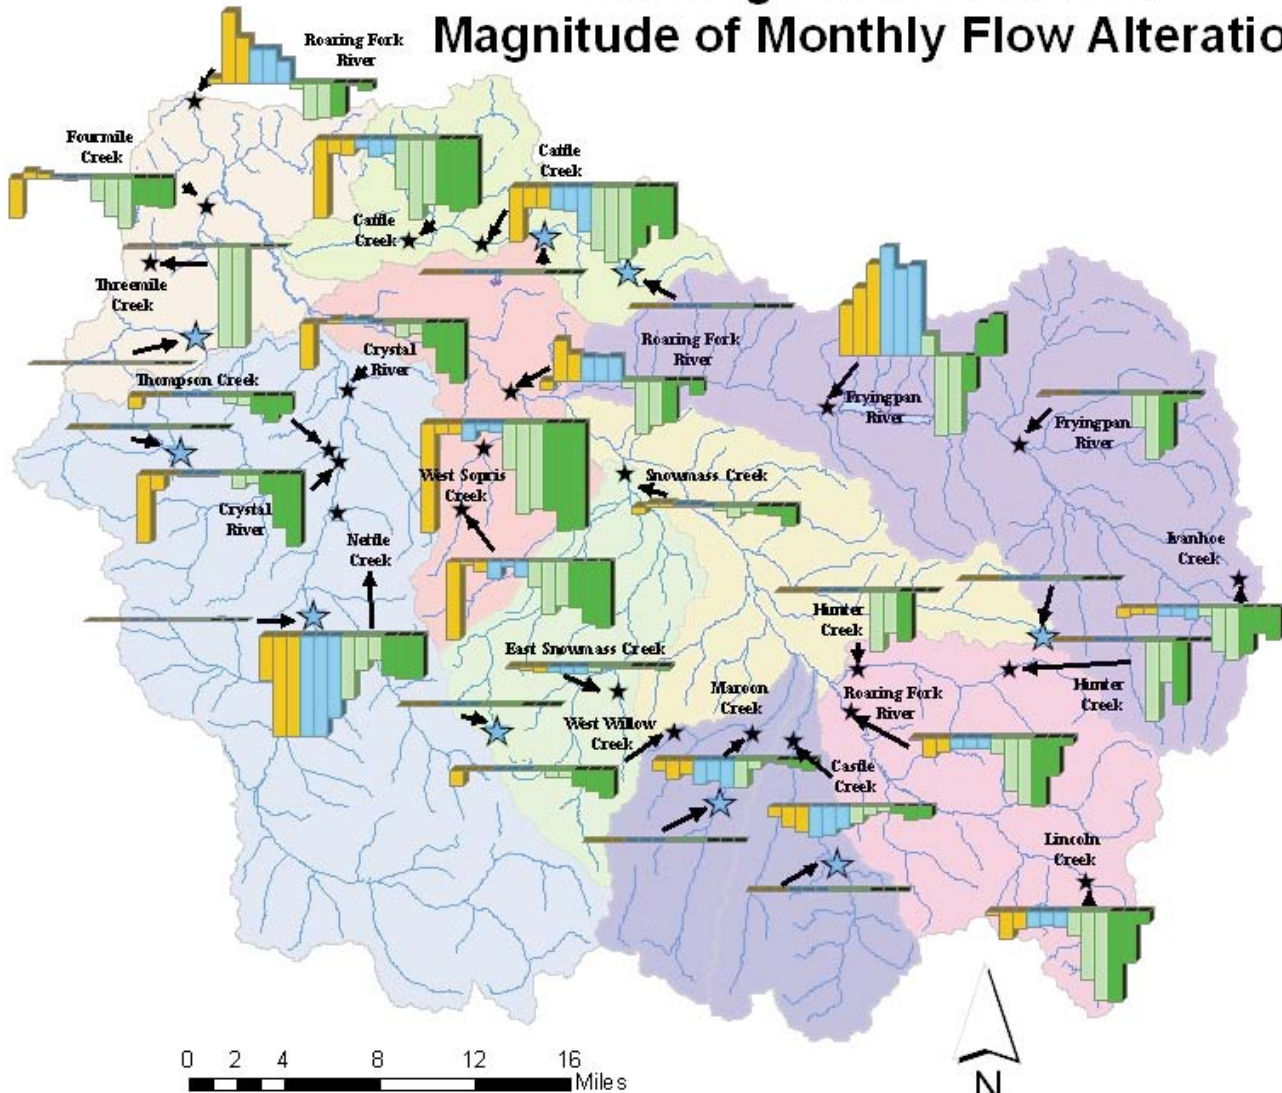 Magnitude of Monthly Flow Alteratio
Roaring Fork
River
Fourmile
Creek
Cattle
Creek
Cattle
Creek
Threemile
Creek
Crystal
River
Roaring Fork
River
Thompson Creek
Fryingpan
River
Fryingpan
River
West Sopris
Creek
Snowmass Creek
Crystal
River
Nettle
Creek
Ivanhoe
Creek
Hunter
Creek
East Snowmass Creek
Maroon
Creek
Roaring Fork
River
Hunter
Creek
West Willow
Creek
Castle
Creek
Lincoln
Creek
0 2 4 8 12 16
Miles
N